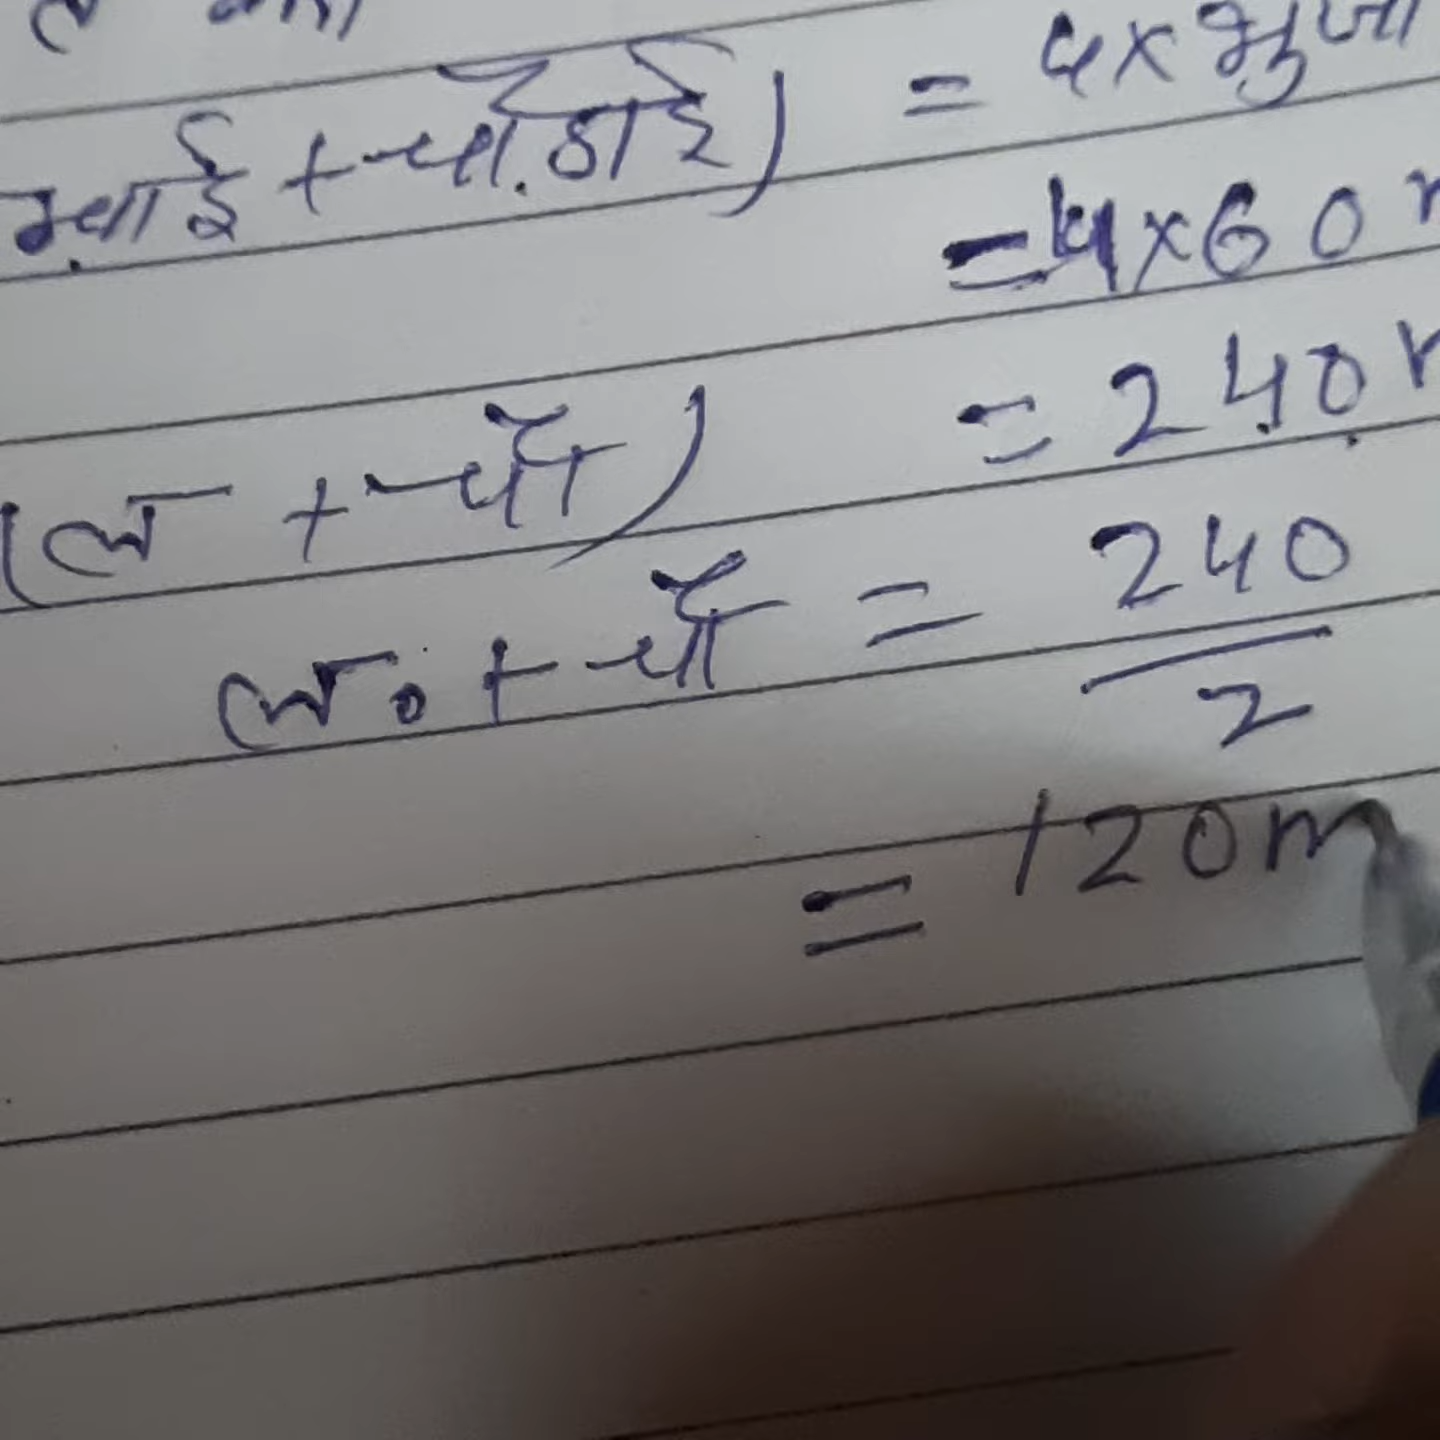 म्बाई + चौड़ाई) = 4 × भुजा
= 4 × 60
(ल + चौ) = 240
ल० + चौ = 240/2
= 120m